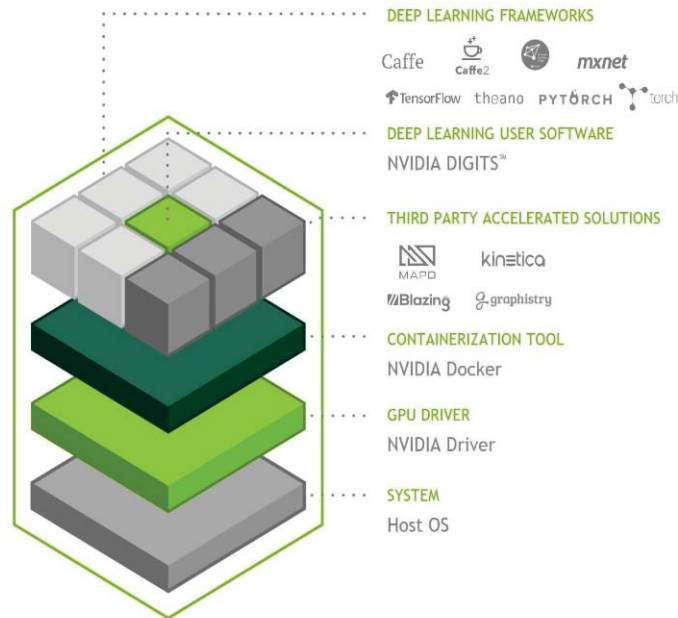 DEEP LEARNING FRAMEWORKS
Caffe Caffe2 mxnet
TensorFlow theano PYTORCH torch
DEEP LEARNING USER SOFTWARE
NVIDIA DIGITS™
THIRD PARTY ACCELERATED SOLUTIONS
MAPD kinetica
Blazing graphistry
CONTAINERIZATION TOOL
NVIDIA Docker
GPU DRIVER
NVIDIA Driver
SYSTEM
Host OS